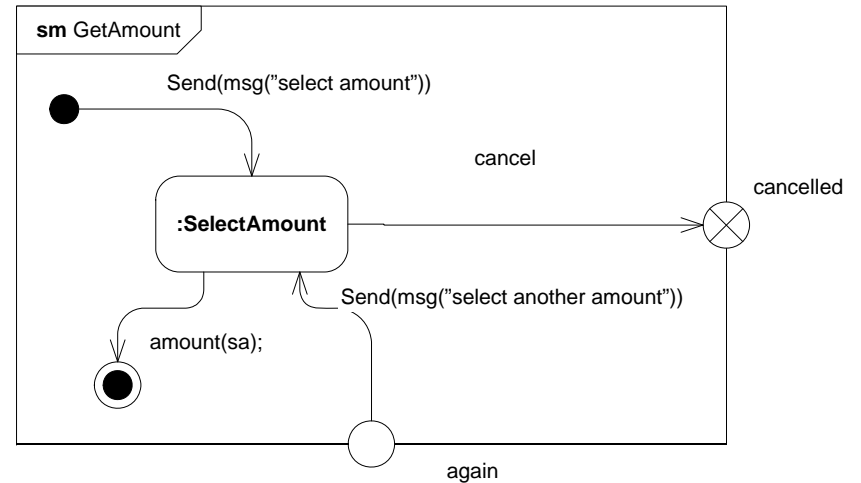 sm GetAmount
Send(msg(”select amount”))
cancel
cancelled
:SelectAmount
Send(msg(”select another amount”))
amount(sa);
again